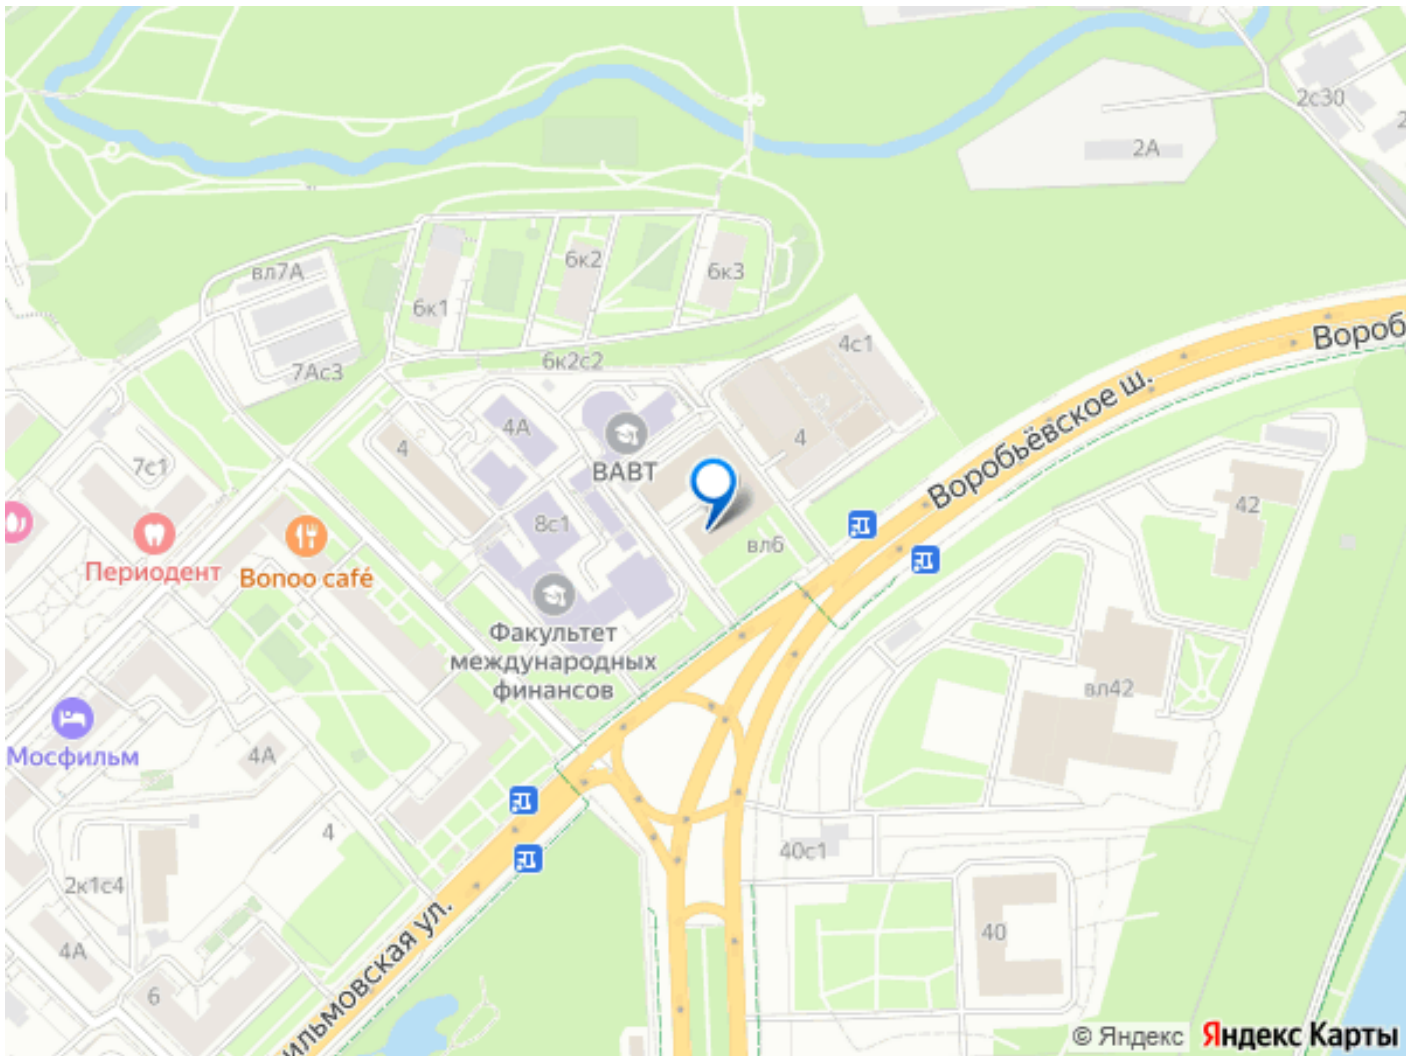 2с30
2А
6к2
6к3
вл7А
6к1
Вороб
4с1
6к2с2
7Ас3
Воробьёвское ш.
4А
4
4
ВАВТ
7с1
42
8с1
вл6
Периодент
Bonoo café
Факультет
международных
финансов
вл42
Мосфильм
4А
4
40с1
2к1с4
40
4А
ильмовская ул.
6
© Яндекс
Яндекс Карты